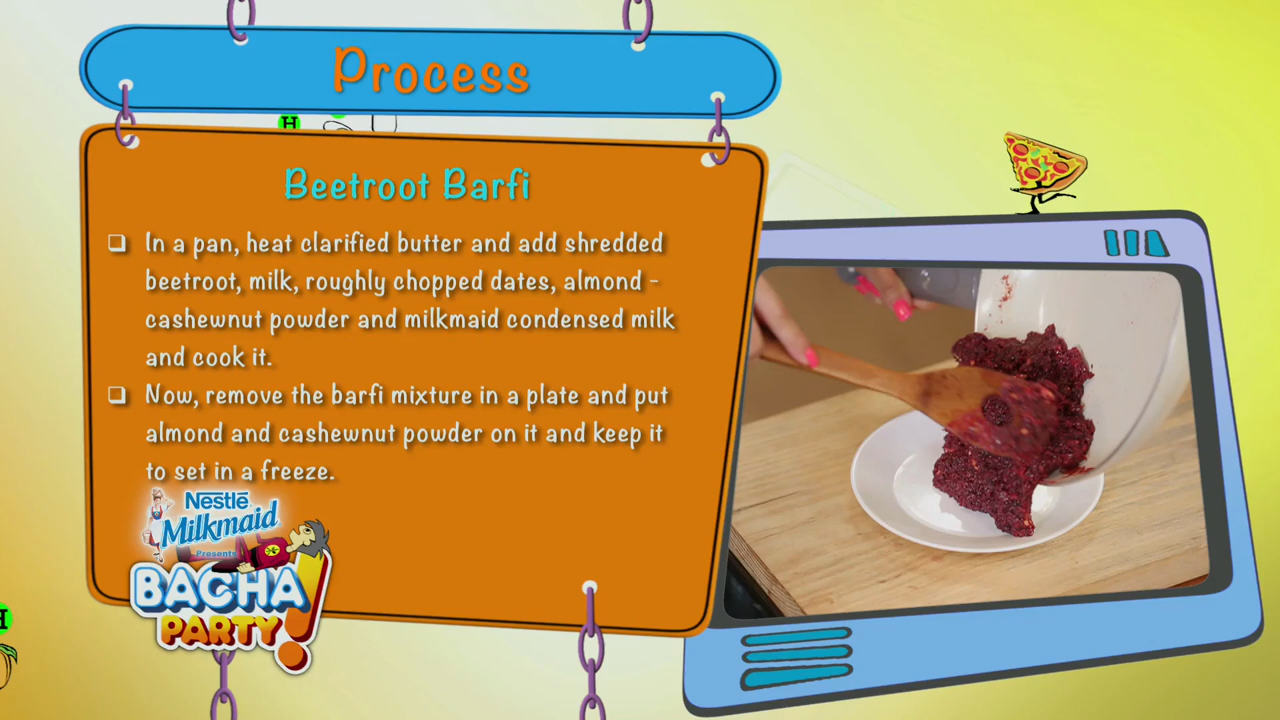 Process
H
Beetroot Barfi
❑ In a pan, heat clarified butter and add shredded
beetroot, milk, roughly chopped dates, almond -
cashewnut powder and milkmaid condensed milk
and cook it.
❑ Now, remove the barfi mixture in a plate and put
almond and cashewnut powder on it and keep it
to set in a freeze.
Nestlé
Milkmaid
Presents
BACHA
PARTY!
H